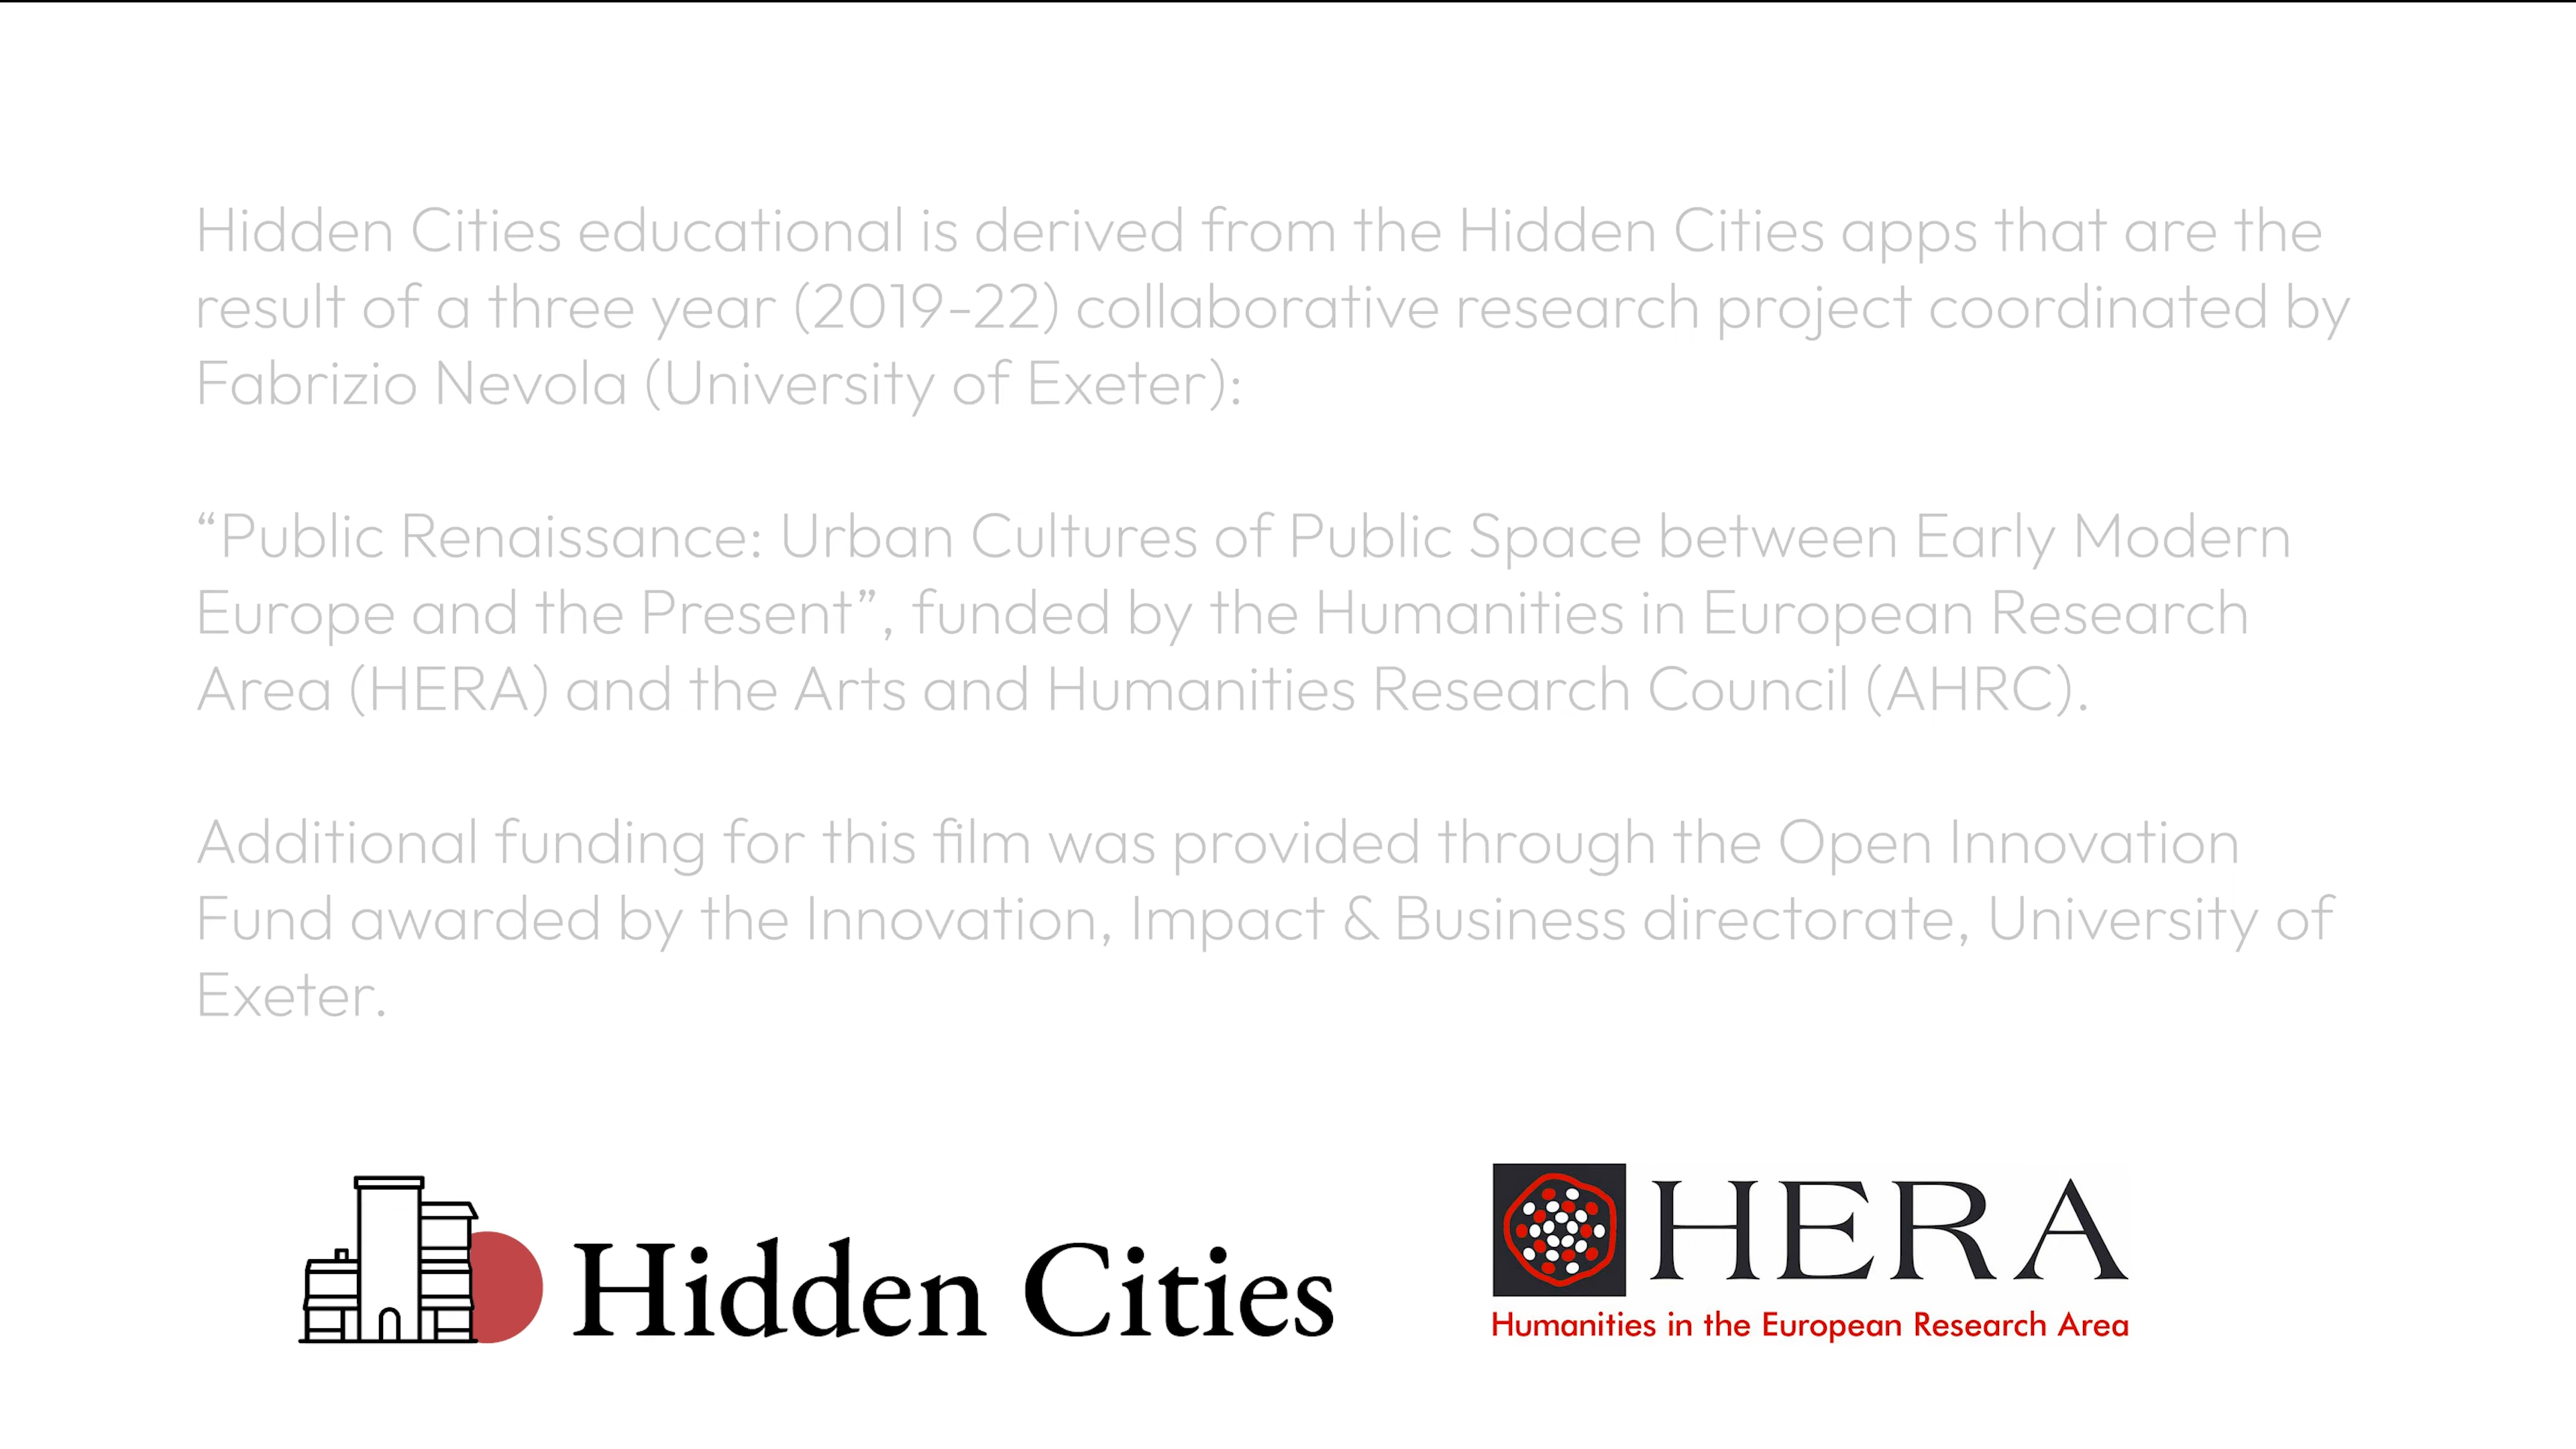 Hidden Cities educational is derived from the Hidden Cities apps that are the
result of a three year (2019-22) collaborative research project coordinated by
Fabrizio Nevola (University of Exeter):
“Public Renaissance: Urban Cultures of Public Space between Early Modern
Europe and the Present”, funded by the Humanities in European Research
Area (HERA) and the Arts and Humanities Research Council (AHRC).
Additional funding for this film was provided through the Open Innovation
Fund awarded by the Innovation, Impact & Business directorate, University of
Exeter.
Hidden Cities
HERA
Humanities in the European Research Area